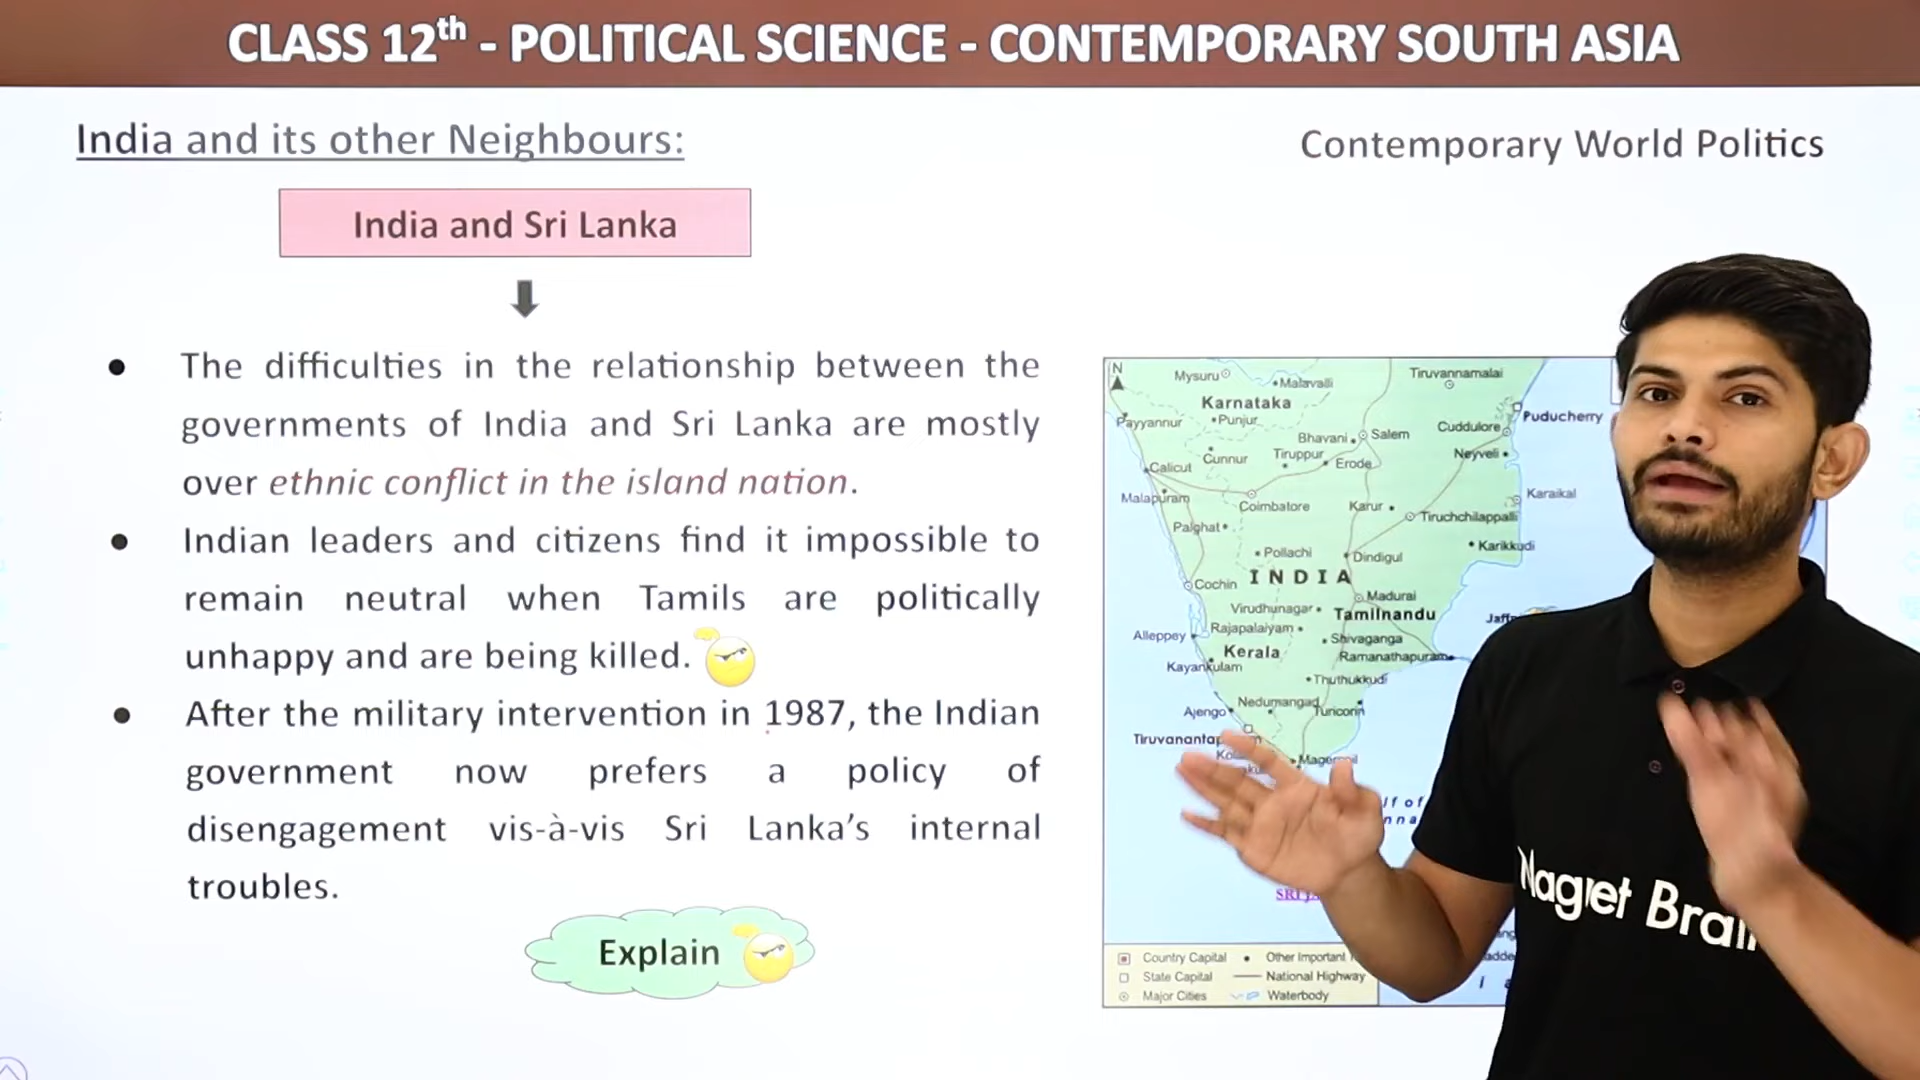 CLASS 12th - POLITICAL SCIENCE - CONTEMPORARY SOUTH ASIA
India and its other Neighbours:
Contemporary World Politics
India and Sri Lanka
• The difficulties in the relationship between the
governments of India and Sri Lanka are mostly
over ethnic conflict in the island nation.
• Indian leaders and citizens find it impossible to
remain neutral when Tamils are politically
unhappy and are being killed.
• After the military intervention in 1987, the Indian
government now prefers a policy of
disengagement vis-à-vis Sri Lanka's internal
troubles.
Explain
N
Mysuru
Malavalli
Tiruvannamalai
Karnataka
Payyannur
Punjur
Puducherry
Bhavani
Salem
Cuddulore
Calicut
Cunnur
Tiruppur
Erode
Neyveli
Malapuram
Coimbatore
Karur
Karaikal
Palghat
Tiruchchilappalli
Pollachi
Dindigul
Karikkudi
Cochin
INDIA
Madurai
Virudhunagar
Tamilnandu
Alleppey
Rajapalaiyam
Shivaganga
Kerala
Ramanathapuram
Kayankulam
Thuthukkudi
Ajengo
Nedumangad
Turicorin
Country Capital
Other Important
State Capital
National Highway
Major Cities
Waterbody